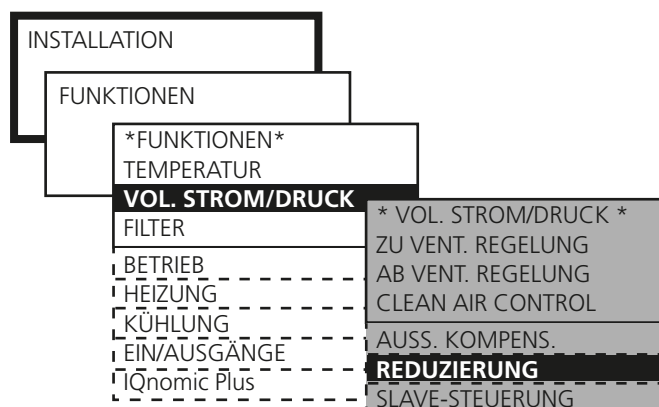 INSTALLATION
FUNKTIONEN
*FUNKTIONEN*
TEMPERATUR
VOL. STROM/DRUCK
FILTER
BETRIEB
HEIZUNG
KÜHLUNG
EIN/AUSGÄNGE
IQnomic Plus
* VOL. STROM/DRUCK *
ZU VENT. REGELUNG
AB VENT. REGELUNG
CLEAN AIR CONTROL
AUSS. KOMPENS.
REDUZIERUNG
SLAVE-STEUERUNG